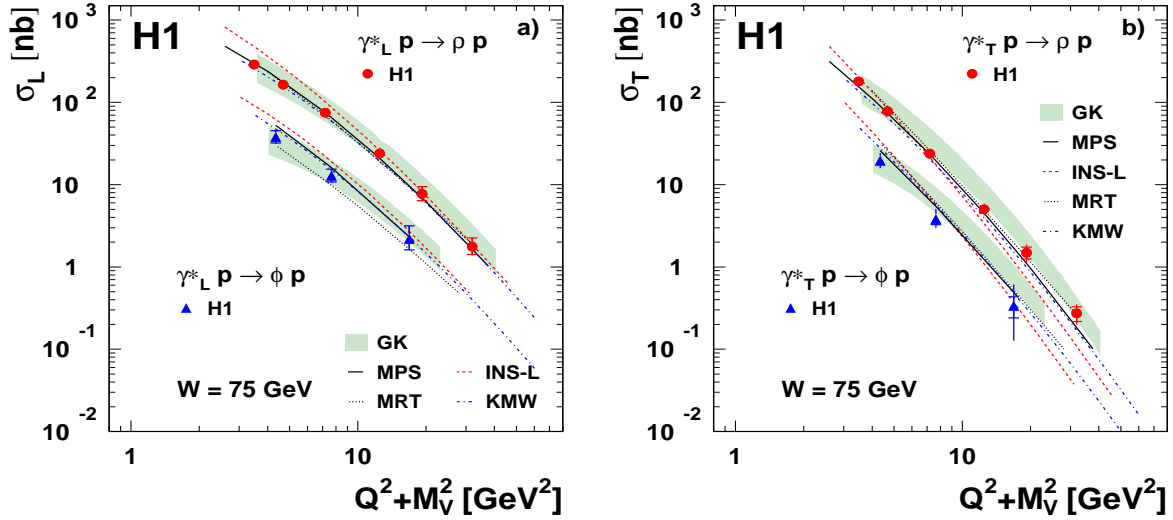 H1
a)
σ_L [nb]
γ*_L p → ρ p
H1
γ*_L p → ϕ p
H1
GK
MPS
INS-L
MRT
KMW
W = 75 GeV
10^3
10^2
10
1
10^-1
10^-2
1
10
Q^2+M_V^2 [GeV^2]
H1
b)
σ_T [nb]
γ*_T p → ρ p
H1
GK
MPS
INS-L
MRT
KMW
γ*_T p → ϕ p
H1
W = 75 GeV
10^3
10^2
10
1
10^-1
10^-2
1
10
Q^2+M_V^2 [GeV^2]